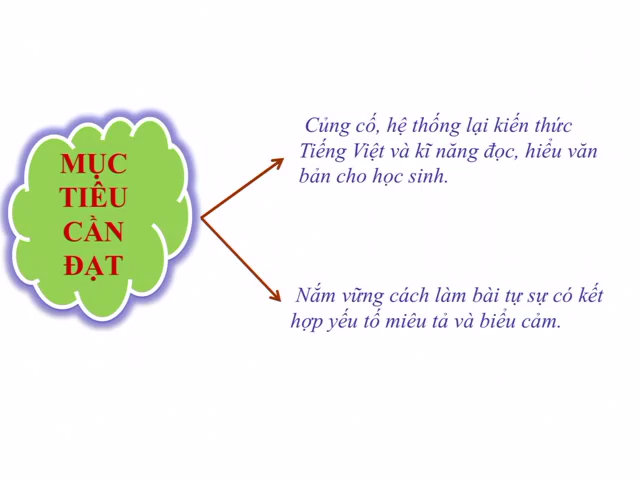 MỤC
TIÊU
CẦN
ĐẠT
Củng cố, hệ thống lại kiến thức
Tiếng Việt và kĩ năng đọc, hiểu văn
bản cho học sinh.
Nắm vững cách làm bài tự sự có kết
hợp yếu tố miêu tả và biểu cảm.